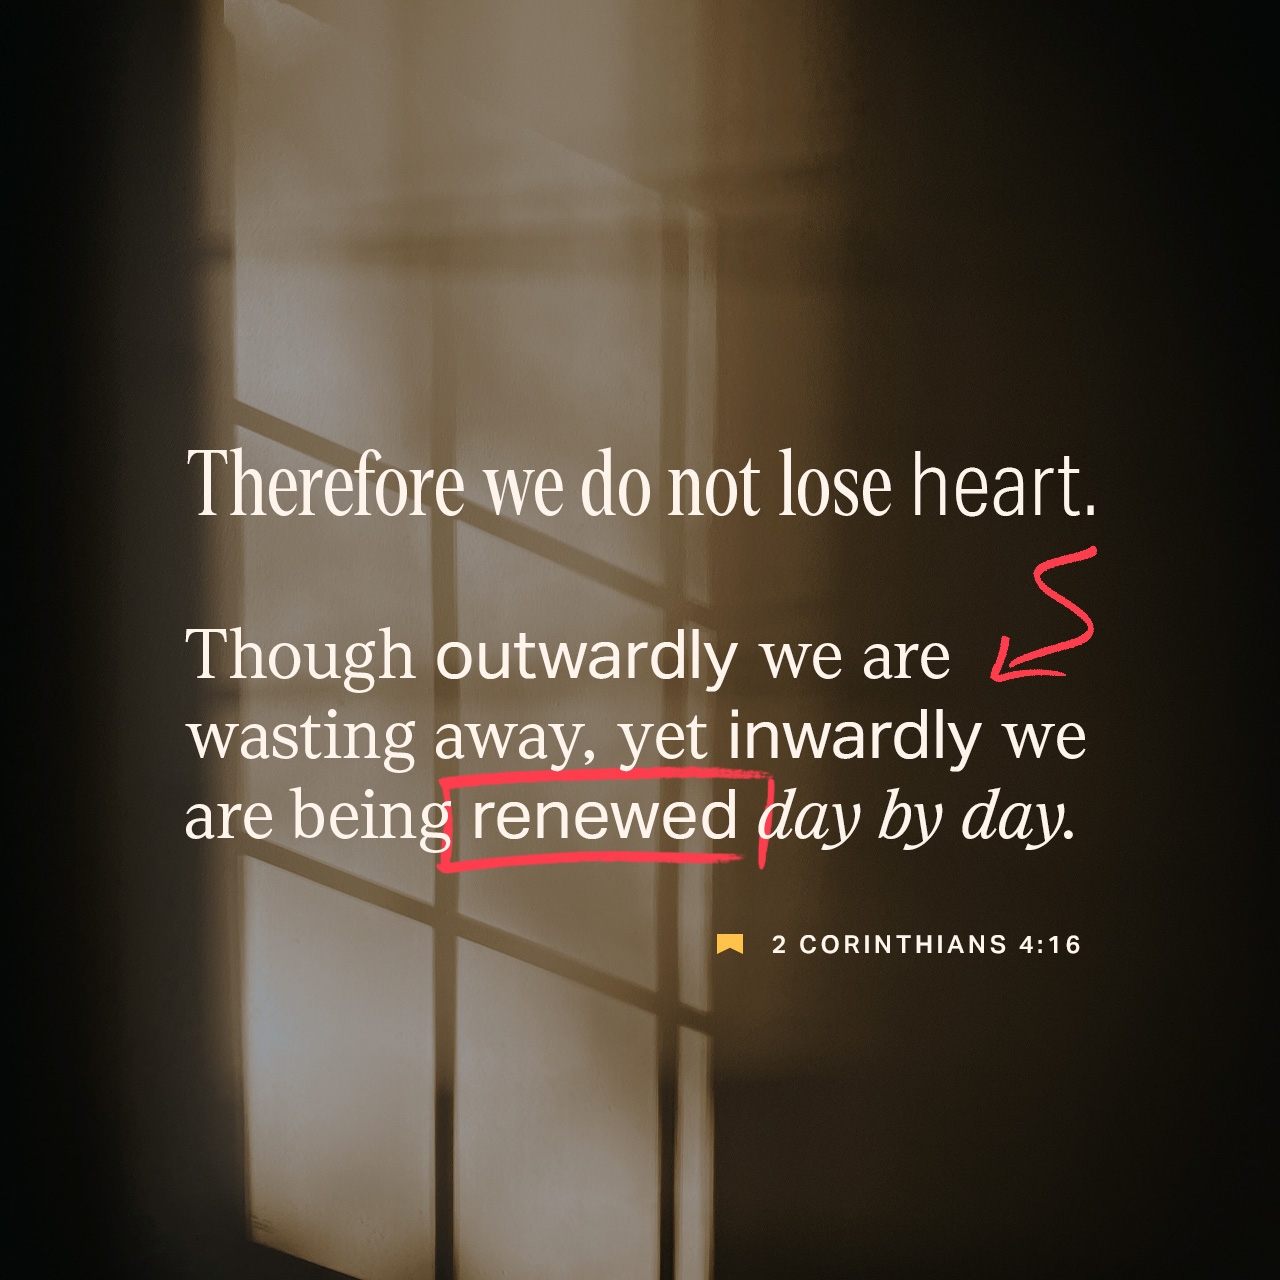 Therefore we do not lose heart.
Though outwardly we are
wasting away, yet inwardly we
are being renewed day by day.
2 CORINTHIANS 4:16